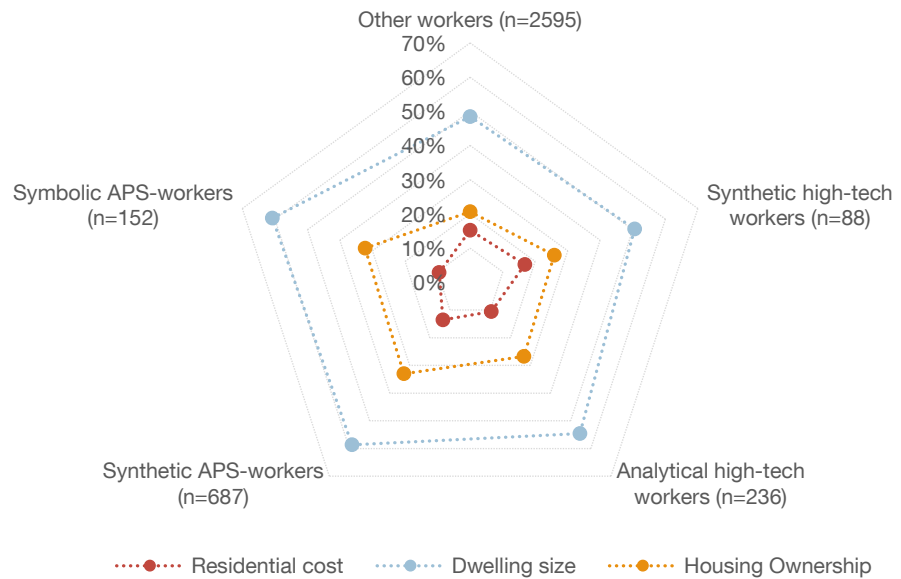 Other workers (n=2595)
70%
60%
50%
40%
30%
20%
10%
0%
Symbolic APS-workers
(n=152)
Synthetic high-tech
workers (n=88)
Synthetic APS-workers
(n=687)
Analytical high-tech
workers (n=236)
Residential cost
Dwelling size
Housing Ownership